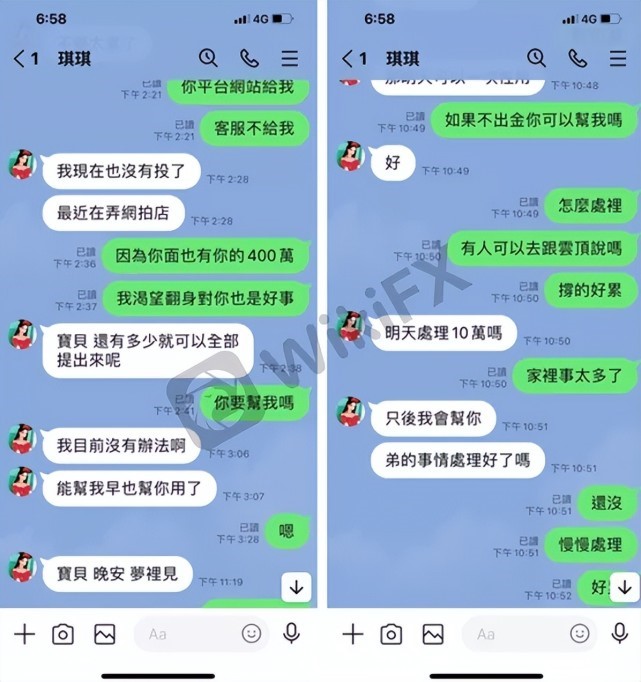 6:58
4G
1 琪琪
你平台網站給我
已讀
下午 2:21
客服不給我
已讀
下午 2:21
我現在也沒有投了
下午 2:28
最近在弄網拍店
下午 2:28
因為你面也有你的400萬
已讀
下午 2:36
我渴望翻身對你也是好事
已讀
下午 2:37
寶貝 還有多少就可以全部
提出來呢
下午 2:38
你要幫我嗎
已讀
下午 2:41
我目前沒有辦法啊
下午 3:06
能幫我早也幫你用了
下午 3:07
嗯
已讀
下午 3:28
寶貝 晚安 夢裡見
下午 11:19
Aa
6:58
4G
1 琪琪
下午 10:48
如果不出金你可以幫我嗎
已讀
下午 10:49
好
下午 10:49
怎麼處裡
已讀
下午 10:49
有人可以去跟雲頂說嗎
已讀
下午 10:50
撐的好累
已讀
下午 10:50
明天處理10萬嗎
下午 10:50
家裡事太多了
已讀
下午 10:50
只後我會幫你
下午 10:51
弟的事情處理好了嗎
下午 10:51
還沒
已讀
下午 10:51
慢慢處理
已讀
下午 10:51
好
已讀
下午 10:52
Aa
WikiFX